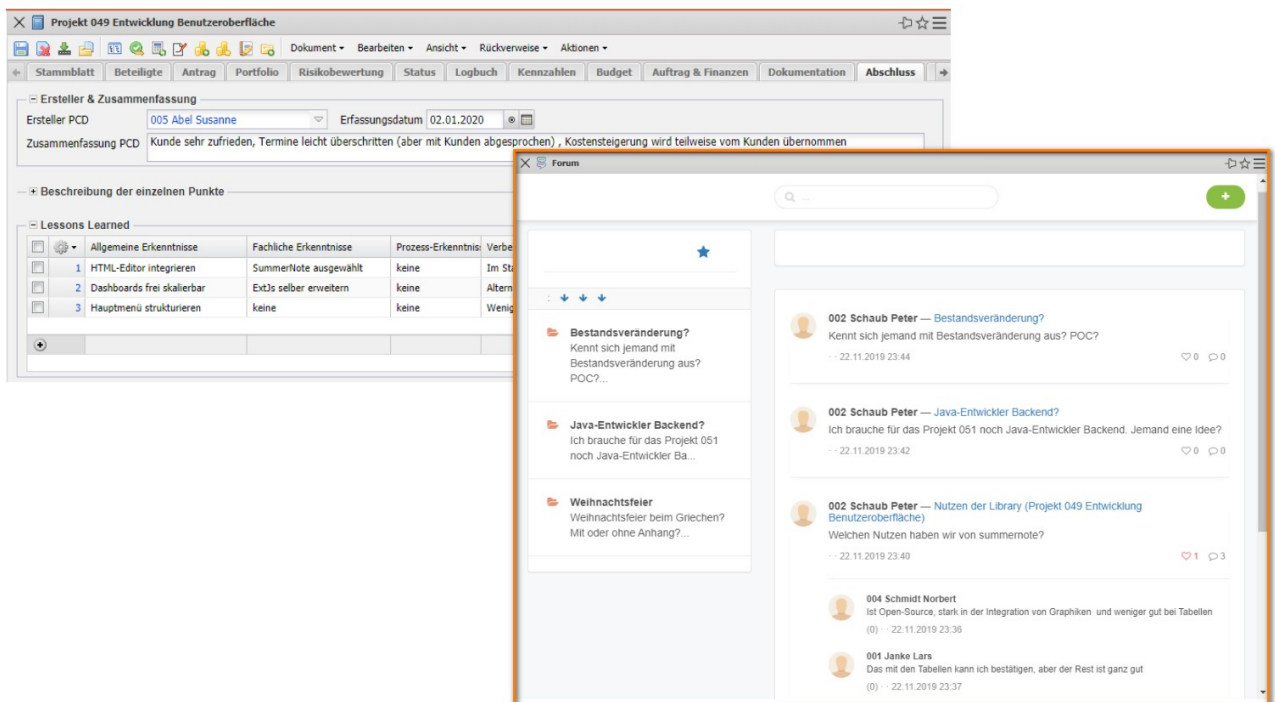 Projekt 049 Entwicklung Benutzeroberfläche
Dokument Bearbeiten Ansicht Rückverweise Aktionen
Stammblatt Beteiligte Antrag Portfolio Risikobewertung Status Logbuch Kennzahlen Budget Auftrag & Finanzen Dokumentation Abschluss
Ersteller & Zusammenfassung
Ersteller PCD 005 Abel Susanne Erfassungsdatum 02.01.2020
Zusammenfassung PCD Kunde sehr zufrieden, Termine leicht überschritten (aber mit Kunden abgesprochen) , Kostensteigerung wird teilweise vom Kunden übernommen
Beschreibung der einzelnen Punkte
Lessons Learned
Allgemeine Erkenntnisse Fachliche Erkenntnisse Prozess-Erkenntnis Verbe
1 HTML-Editor integrieren SummerNote ausgewählt keine Im Sta
2 Dashboards frei skalierbar ExtJs selber erweitern keine Altern
3 Hauptmenü strukturieren keine keine Wenig
Forum
...
:
Bestandsveränderung?
Kennt sich jemand mit
Bestandsveränderung aus?
POC?...
Java-Entwickler Backend?
Ich brauche für das Projekt 051
noch Java-Entwickler Ba...
Weihnachtsfeier
Weihnachtsfeier beim Griechen?
Mit oder ohne Anhang?...
002 Schaub Peter — Bestandsveränderung?
Kennt sich jemand mit Bestandsveränderung aus? POC?
· · 22.11.2019 23:44 0 0
002 Schaub Peter — Java-Entwickler Backend?
Ich brauche für das Projekt 051 noch Java-Entwickler Backend. Jemand eine Idee?
· · 22.11.2019 23:42 0 0
002 Schaub Peter — Nutzen der Library (Projekt 049 Entwicklung
Benutzeroberfläche)
Welchen Nutzen haben wir von summernote?
· · 22.11.2019 23:40 1 3
004 Schmidt Norbert
Ist Open-Source, stark in der Integration von Graphiken und weniger gut bei Tabellen
(0) · · 22.11.2019 23:36
001 Janke Lars
Das mit den Tabellen kann ich bestätigen, aber der Rest ist ganz gut
(0) · · 22.11.2019 23:37